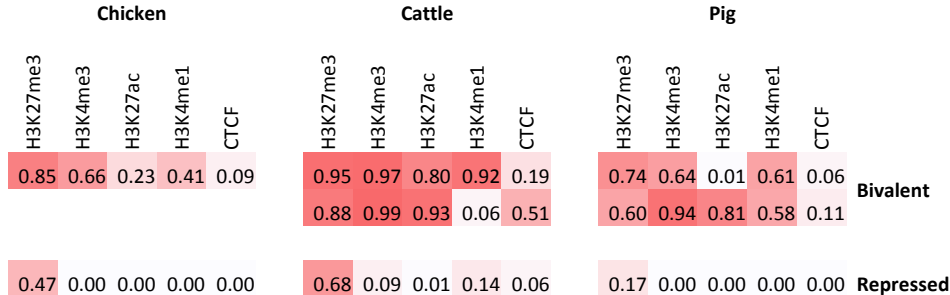 Chicken Cattle Pig
H3K27me3 H3K4me3 H3K27ac H3K4me1 CTCF H3K27me3 H3K4me3 H3K27ac H3K4me1 CTCF H3K27me3 H3K4me3 H3K27ac H3K4me1 CTCF
0.85 0.66 0.23 0.41 0.09 0.95 0.97 0.80 0.92 0.19 0.74 0.64 0.01 0.61 0.06
Bivalent
0.88 0.99 0.93 0.06 0.51 0.60 0.94 0.81 0.58 0.11
0.47 0.00 0.00 0.00 0.00 0.68 0.09 0.01 0.14 0.06 0.17 0.00 0.00 0.00 0.00 Repressed